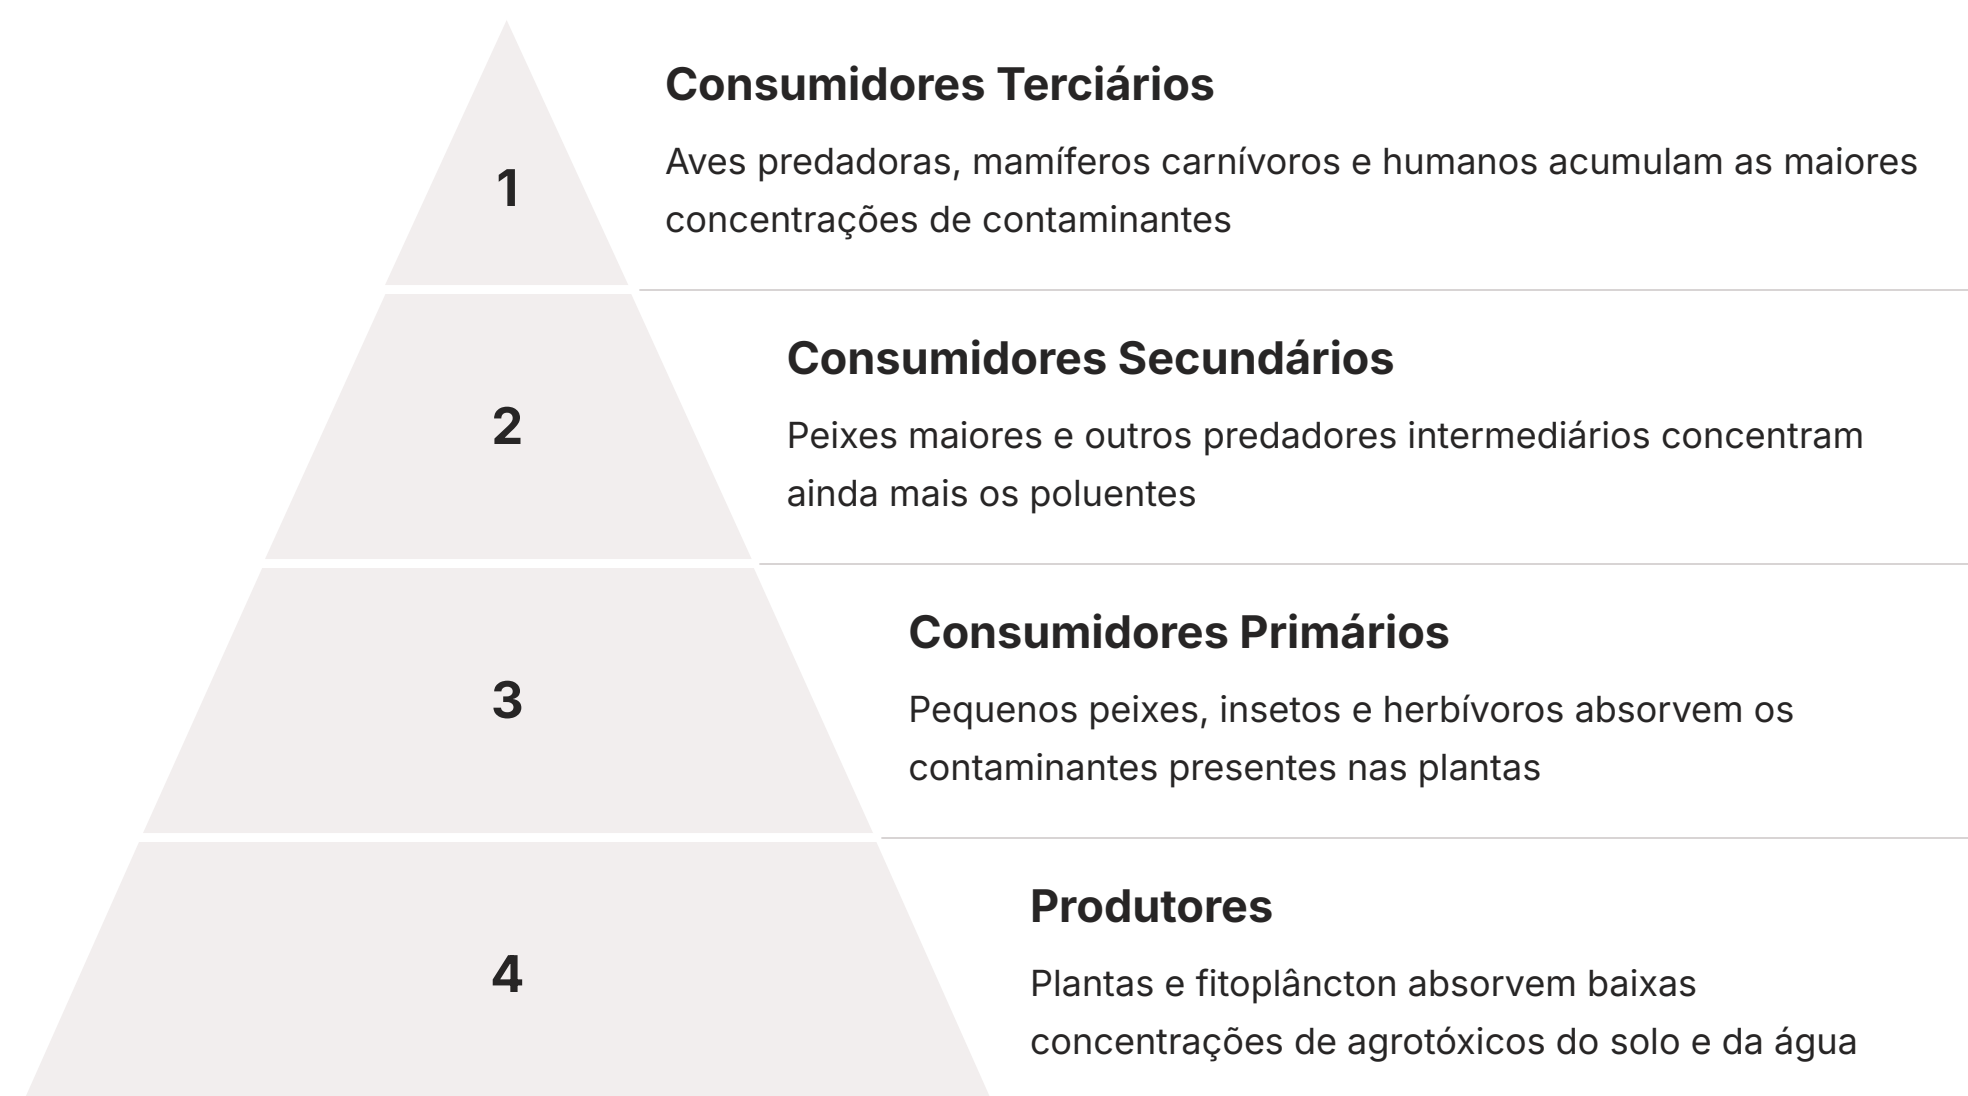 1
Consumidores Terciários
Aves predadoras, mamíferos carnívoros e humanos acumulam as maiores
concentrações de contaminantes
2
Consumidores Secundários
Peixes maiores e outros predadores intermediários concentram
ainda mais os poluentes
3
Consumidores Primários
Pequenos peixes, insetos e herbívoros absorvem os
contaminantes presentes nas plantas
4
Produtores
Plantas e fitoplâncton absorvem baixas
concentrações de agrotóxicos do solo e da água